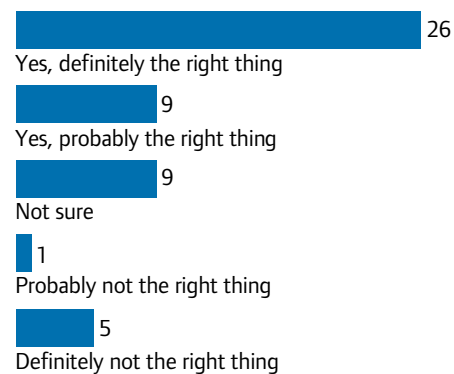 26
Yes, definitely the right thing
9
Yes, probably the right thing
9
Not sure
1
Probably not the right thing
5
Definitely not the right thing